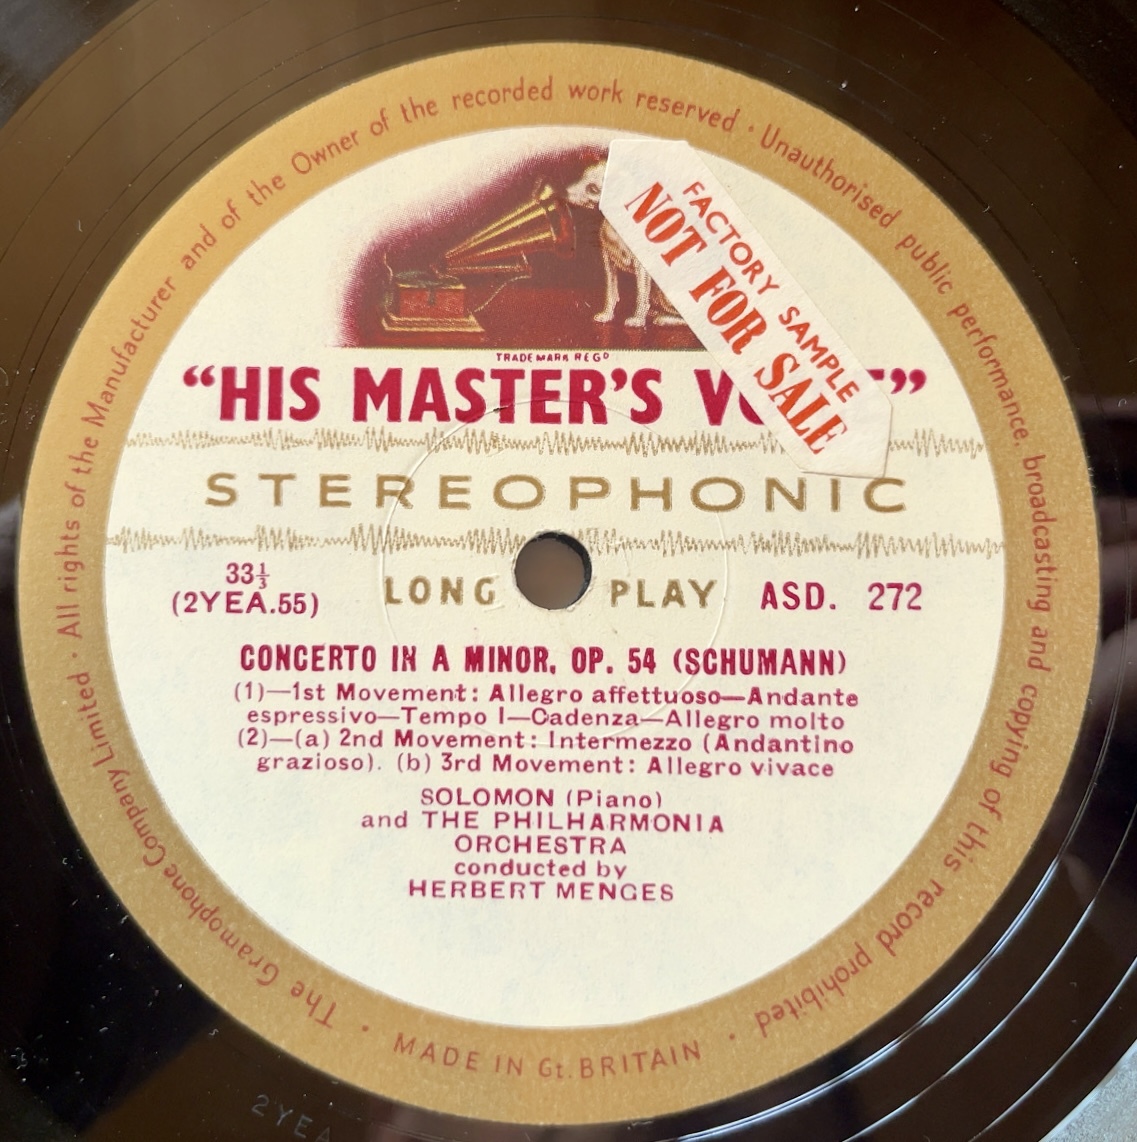 The Gramophone Company Limited · All rights of the Manufacturer and of the Owner of the recorded work reserved · Unauthorised public performance, broadcasting and copying of this record prohibited ·
FACTORY SAMPLE
NOT FOR SALE
TRADE MARK REGD
“HIS MASTER'S
STEREOPHONIC
33⅓ LONG PLAY ASD. 272
(2YEA.55)
CONCERTO IN A MINOR, OP. 54 (SCHUMANN)
(1)—1st Movement: Allegro affettuoso—Andante
espressivo—Tempo I—Cadenza—Allegro molto
(2)—(a) 2nd Movement: Intermezzo (Andantino
grazioso). (b) 3rd Movement: Allegro vivace
SOLOMON (Piano)
and THE PHILHARMONIA
ORCHESTRA
conducted by
HERBERT MENGES
MADE IN Gt. BRITAIN
2YEA